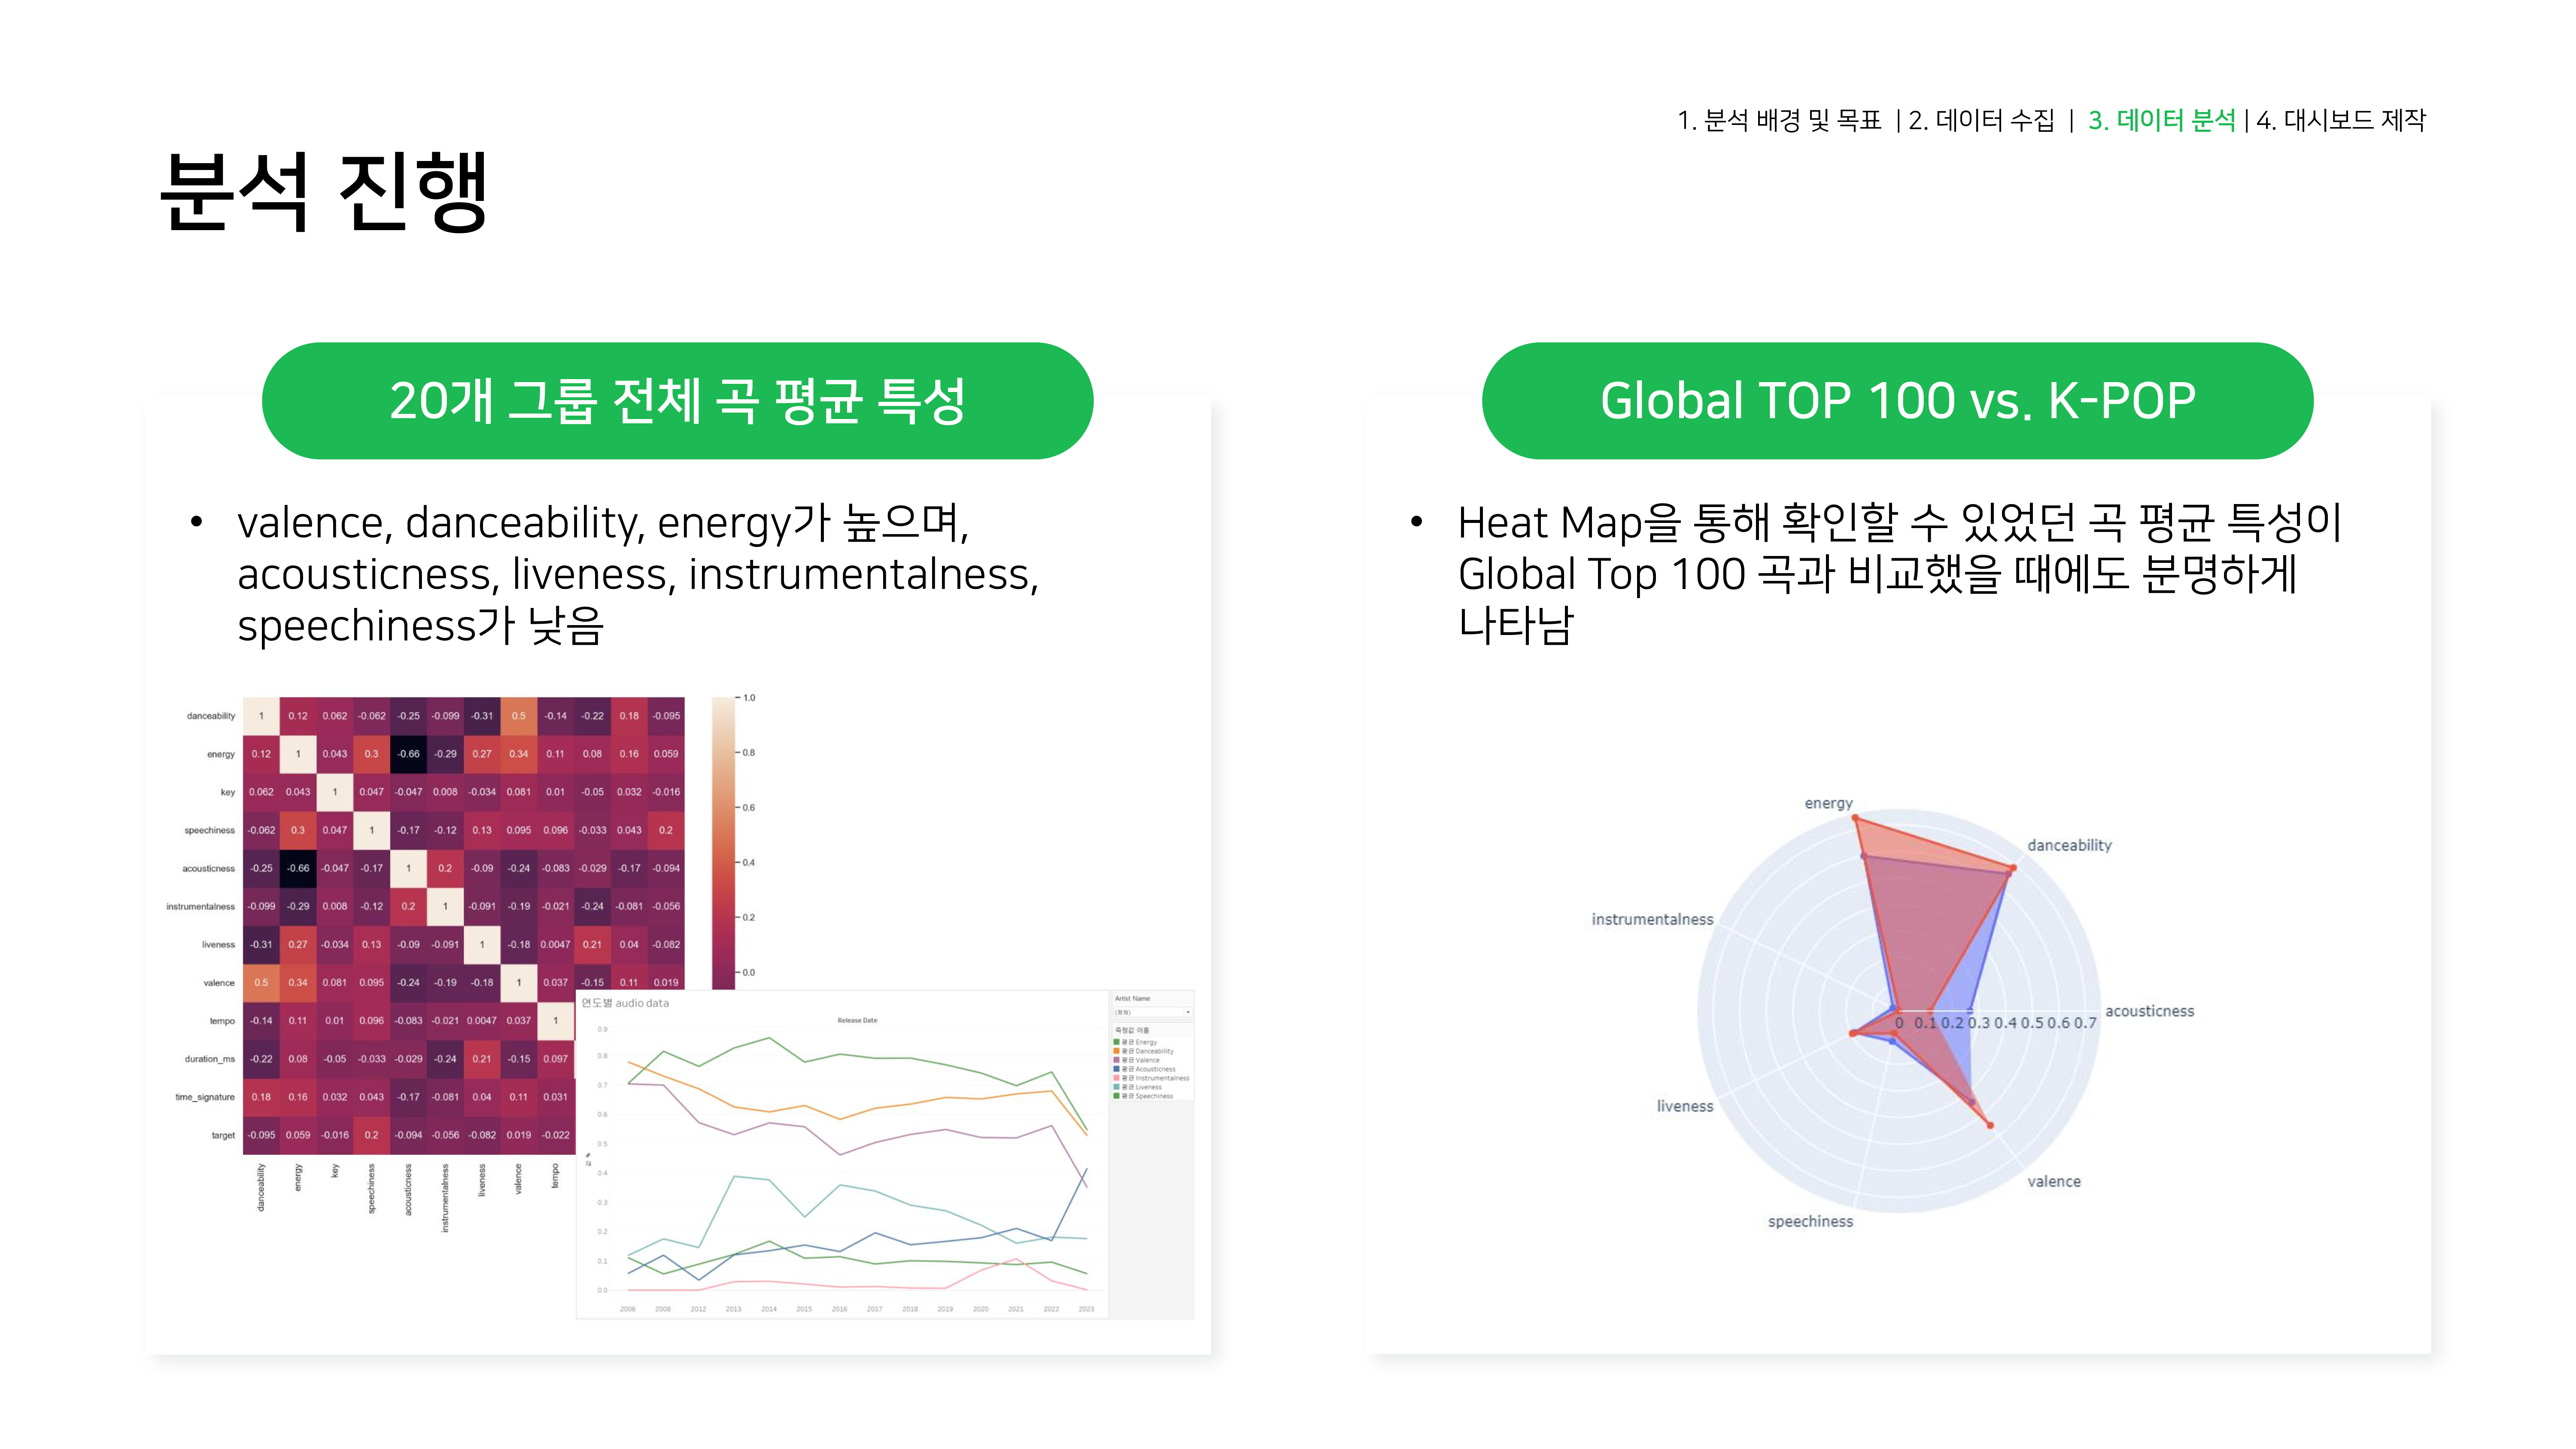 1. 분석 배경 및 목표 | 2. 데이터 수집 | 3. 데이터 분석 | 4. 대시보드 제작
분석 진행
20개 그룹 전체 곡 평균 특성
• valence, danceability, energy가 높으며,
acousticness, liveness, instrumentalness,
speechiness가 낮음
danceability 1 0.12 0.062 -0.062 -0.25 -0.099 -0.31 0.5 -0.14 -0.22 0.18 -0.095
energy 0.12 1 0.043 0.3 -0.66 -0.29 0.27 0.34 0.11 0.08 0.16 0.059
key 0.062 0.043 1 0.047 -0.047 0.008 -0.034 0.081 0.01 -0.05 0.032 -0.016
speechiness -0.062 0.3 0.047 1 -0.17 -0.12 0.13 0.095 0.096 -0.033 0.043 0.2
acousticness -0.25 -0.66 -0.047 -0.17 1 0.2 -0.09 -0.24 -0.083 -0.029 -0.17 -0.094
instrumentalness -0.099 -0.29 0.008 -0.12 0.2 1 -0.091 -0.19 -0.021 -0.24 -0.081 -0.056
liveness -0.31 0.27 -0.034 0.13 -0.09 -0.091 1 -0.18 0.0047 0.21 0.04 -0.082
valence 0.5 0.34 0.081 0.095 -0.24 -0.19 -0.18 1 0.037 -0.15 0.11 0.019
tempo -0.14 0.11 0.01 0.096 -0.083 -0.021 0.0047 0.037 1
duration_ms -0.22 0.08 -0.05 -0.033 -0.029 -0.24 0.21 -0.15 0.097
time_signature 0.18 0.16 0.032 0.043 -0.17 -0.081 0.04 0.11 0.031
target -0.095 0.059 -0.016 0.2 -0.094 -0.056 -0.082 0.019 -0.022
danceability energy key speechiness acousticness instrumentalness liveness valence tempo
1.0
0.8
0.6
0.4
0.2
0.0
연도별 audio data
Release Date
0.9
0.8
0.7
0.6
0.5
0.4
0.3
0.2
0.1
0.0
값
2006 2008 2012 2013 2014 2015 2016 2017 2018 2019 2020 2021 2022 2023
Artist Name
측정값 이름
평균 Energy
평균 Danceability
평균 Valence
평균 Acousticness
평균 Instrumentalness
평균 Liveness
평균 Speechiness
Global TOP 100 vs. K-POP
• Heat Map을 통해 확인할 수 있었던 곡 평균 특성이
Global Top 100 곡과 비교했을 때에도 분명하게
나타남
energy
danceability
instrumentalness
acousticness
0 0.1 0.2 0.3 0.4 0.5 0.6 0.7
liveness
valence
speechiness